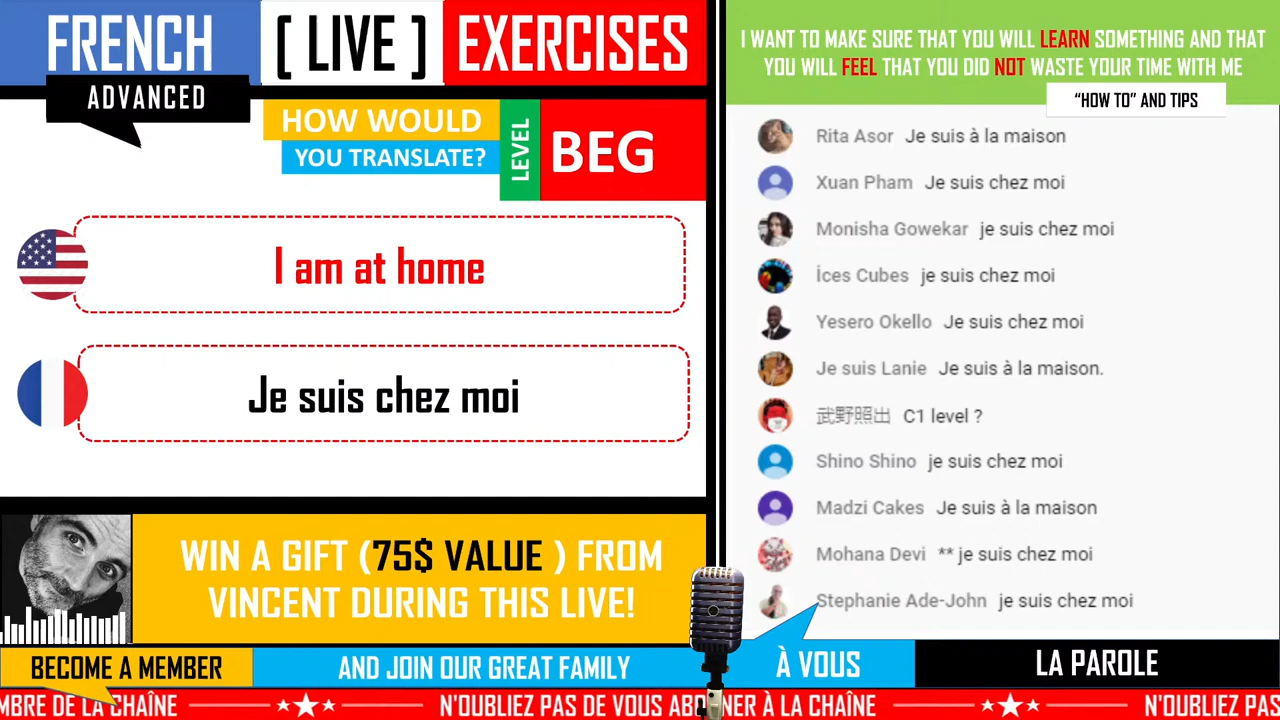 FRENCH [ LIVE ] EXERCISES
ADVANCED
HOW WOULD
YOU TRANSLATE?
LEVEL
BEG
I am at home
Je suis chez moi
WIN A GIFT (75$ VALUE ) FROM
VINCENT DURING THIS LIVE!
I WANT TO MAKE SURE THAT YOU WILL LEARN SOMETHING AND THAT
YOU WILL FEEL THAT YOU DID NOT WASTE YOUR TIME WITH ME
“HOW TO” AND TIPS
Rita Asor Je suis à la maison
Xuan Pham Je suis chez moi
Monisha Gowekar je suis chez moi
İces Cubes je suis chez moi
Yesero Okello Je suis chez moi
Je suis Lanie Je suis à la maison.
武野照出 C1 level ?
Shino Shino je suis chez moi
Madzi Cakes Je suis à la maison
Mohana Devi ** je suis chez moi
Stephanie Ade-John je suis chez moi
BECOME A MEMBER AND JOIN OUR GREAT FAMILY À VOUS LA PAROLE
MBRE DE LA CHAÎNE N'OUBLIEZ PAS DE VOUS ABONNER À LA CHAÎNE N'OUBLIEZ PAS